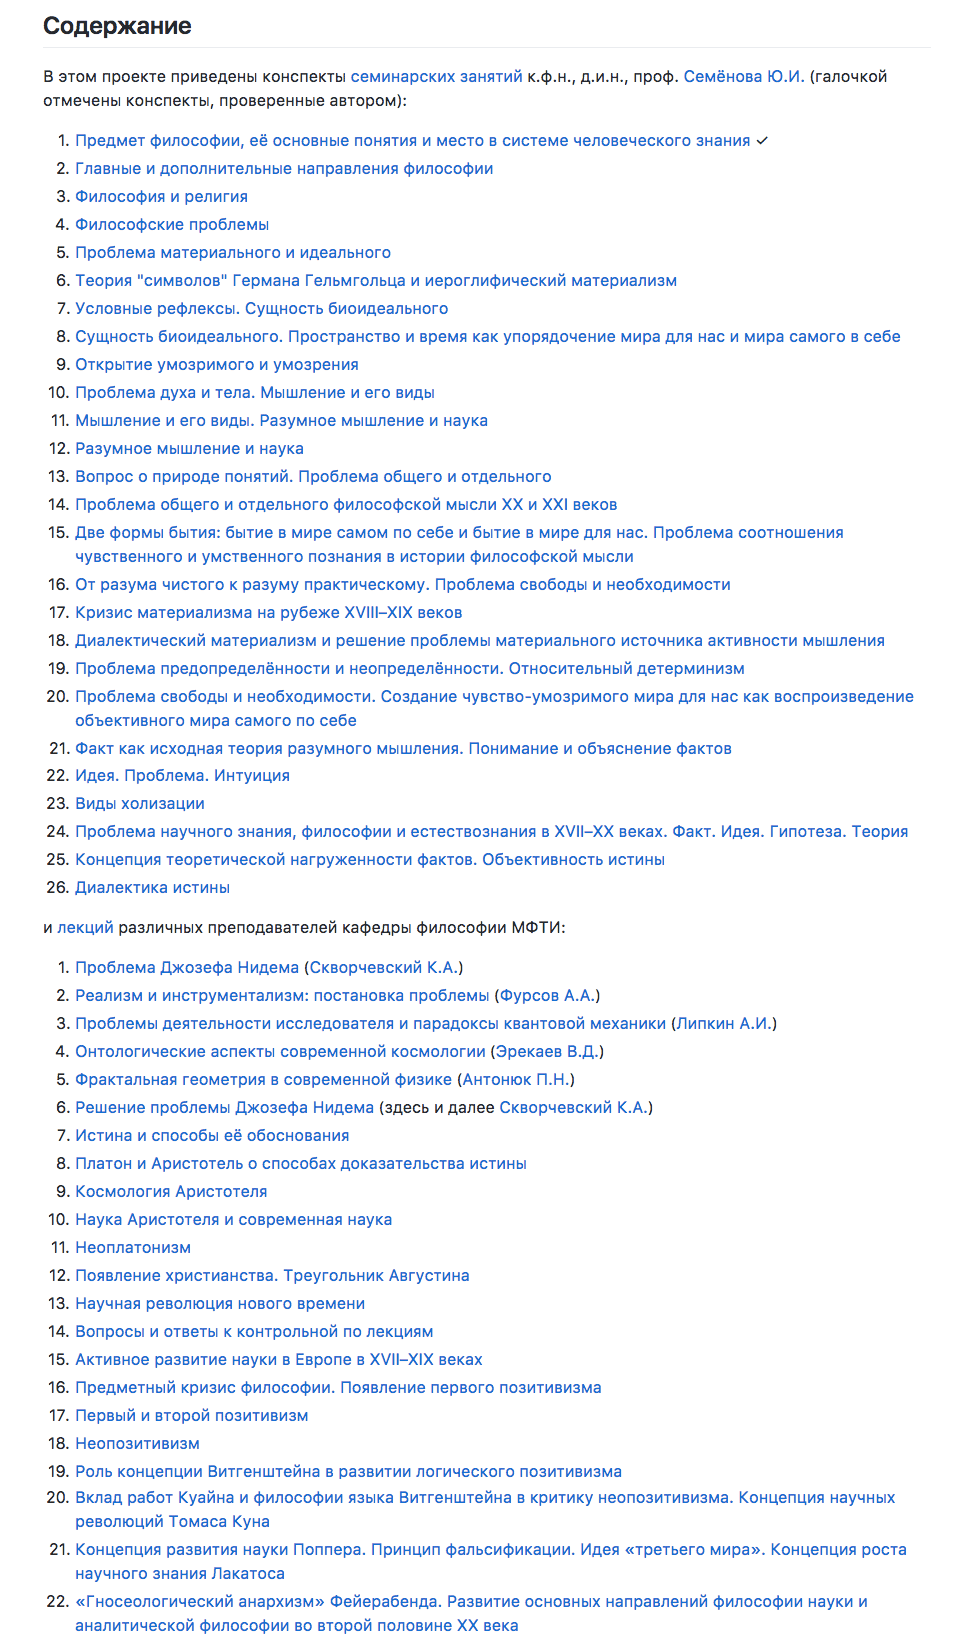 Содержание
В этом проекте приведены конспекты семинарских занятий к.ф.н., д.и.н., проф. Семёнова Ю.И. (галочкой
отмечены конспекты, проверенные автором):
1. Предмет философии, её основные понятия и место в системе человеческого знания ✓
2. Главные и дополнительные направления философии
3. Философия и религия
4. Философские проблемы
5. Проблема материального и идеального
6. Теория "символов" Германа Гельмгольца и иероглифический материализм
7. Условные рефлексы. Сущность биоидеального
8. Сущность биоидеального. Пространство и время как упорядочение мира для нас и мира самого в себе
9. Открытие умозримого и умозрения
10. Проблема духа и тела. Мышление и его виды
11. Мышление и его виды. Разумное мышление и наука
12. Разумное мышление и наука
13. Вопрос о природе понятий. Проблема общего и отдельного
14. Проблема общего и отдельного философской мысли XX и XXI веков
15. Две формы бытия: бытие в мире самом по себе и бытие в мире для нас. Проблема соотношения
чувственного и умственного познания в истории философской мысли
16. От разума чистого к разуму практическому. Проблема свободы и необходимости
17. Кризис материализма на рубеже XVIII–XIX веков
18. Диалектический материализм и решение проблемы материального источника активности мышления
19. Проблема предопределённости и неопределённости. Относительный детерминизм
20. Проблема свободы и необходимости. Создание чувство-умозримого мира для нас как воспроизведение
объективного мира самого по себе
21. Факт как исходная теория разумного мышления. Понимание и объяснение фактов
22. Идея. Проблема. Интуиция
23. Виды холизации
24. Проблема научного знания, философии и естествознания в XVII–XX веках. Факт. Идея. Гипотеза. Теория
25. Концепция теоретической нагруженности фактов. Объективность истины
26. Диалектика истины
и лекций различных преподавателей кафедры философии МФТИ:
1. Проблема Джозефа Нидема (Скворчевский К.А.)
2. Реализм и инструментализм: постановка проблемы (Фурсов А.А.)
3. Проблемы деятельности исследователя и парадоксы квантовой механики (Липкин А.И.)
4. Онтологические аспекты современной космологии (Эрекаев В.Д.)
5. Фрактальная геометрия в современной физике (Антонюк П.Н.)
6. Решение проблемы Джозефа Нидема (здесь и далее Скворчевский К.А.)
7. Истина и способы её обоснования
8. Платон и Аристотель о способах доказательства истины
9. Космология Аристотеля
10. Наука Аристотеля и современная наука
11. Неоплатонизм
12. Появление христианства. Треугольник Августина
13. Научная революция нового времени
14. Вопросы и ответы к контрольной по лекциям
15. Активное развитие науки в Европе в XVII–XIX веках
16. Предметный кризис философии. Появление первого позитивизма
17. Первый и второй позитивизм
18. Неопозитивизм
19. Роль концепции Витгенштейна в развитии логического позитивизма
20. Вклад работ Куайна и философии языка Витгенштейна в критику неопозитивизма. Концепция научных
революций Томаса Куна
21. Концепция развития науки Поппера. Принцип фальсификации. Идея «третьего мира». Концепция роста
научного знания Лакатоса
22. «Гносеологический анархизм» Фейерабенда. Развитие основных направлений философии науки и
аналитической философии во второй половине XX века